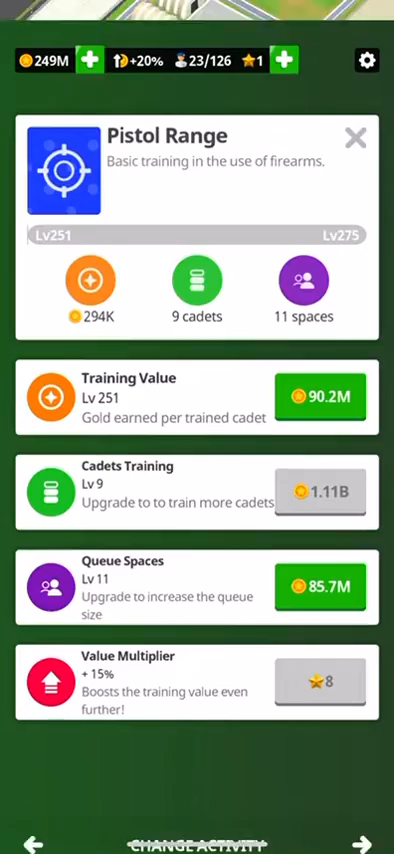 249M +20% 23/126 1
Pistol Range
Basic training in the use of firearms.
Lv251 Lv275
294K 9 cadets 11 spaces
Training Value
Lv 251
Gold earned per trained cadet
90.2M
Cadets Training
Lv 9
Upgrade to to train more cadets
1.11B
Queue Spaces
Lv 11
Upgrade to increase the queue
size
85.7M
Value Multiplier
+ 15%
Boosts the training value even
further!
8
CHANGE ACTIVITY